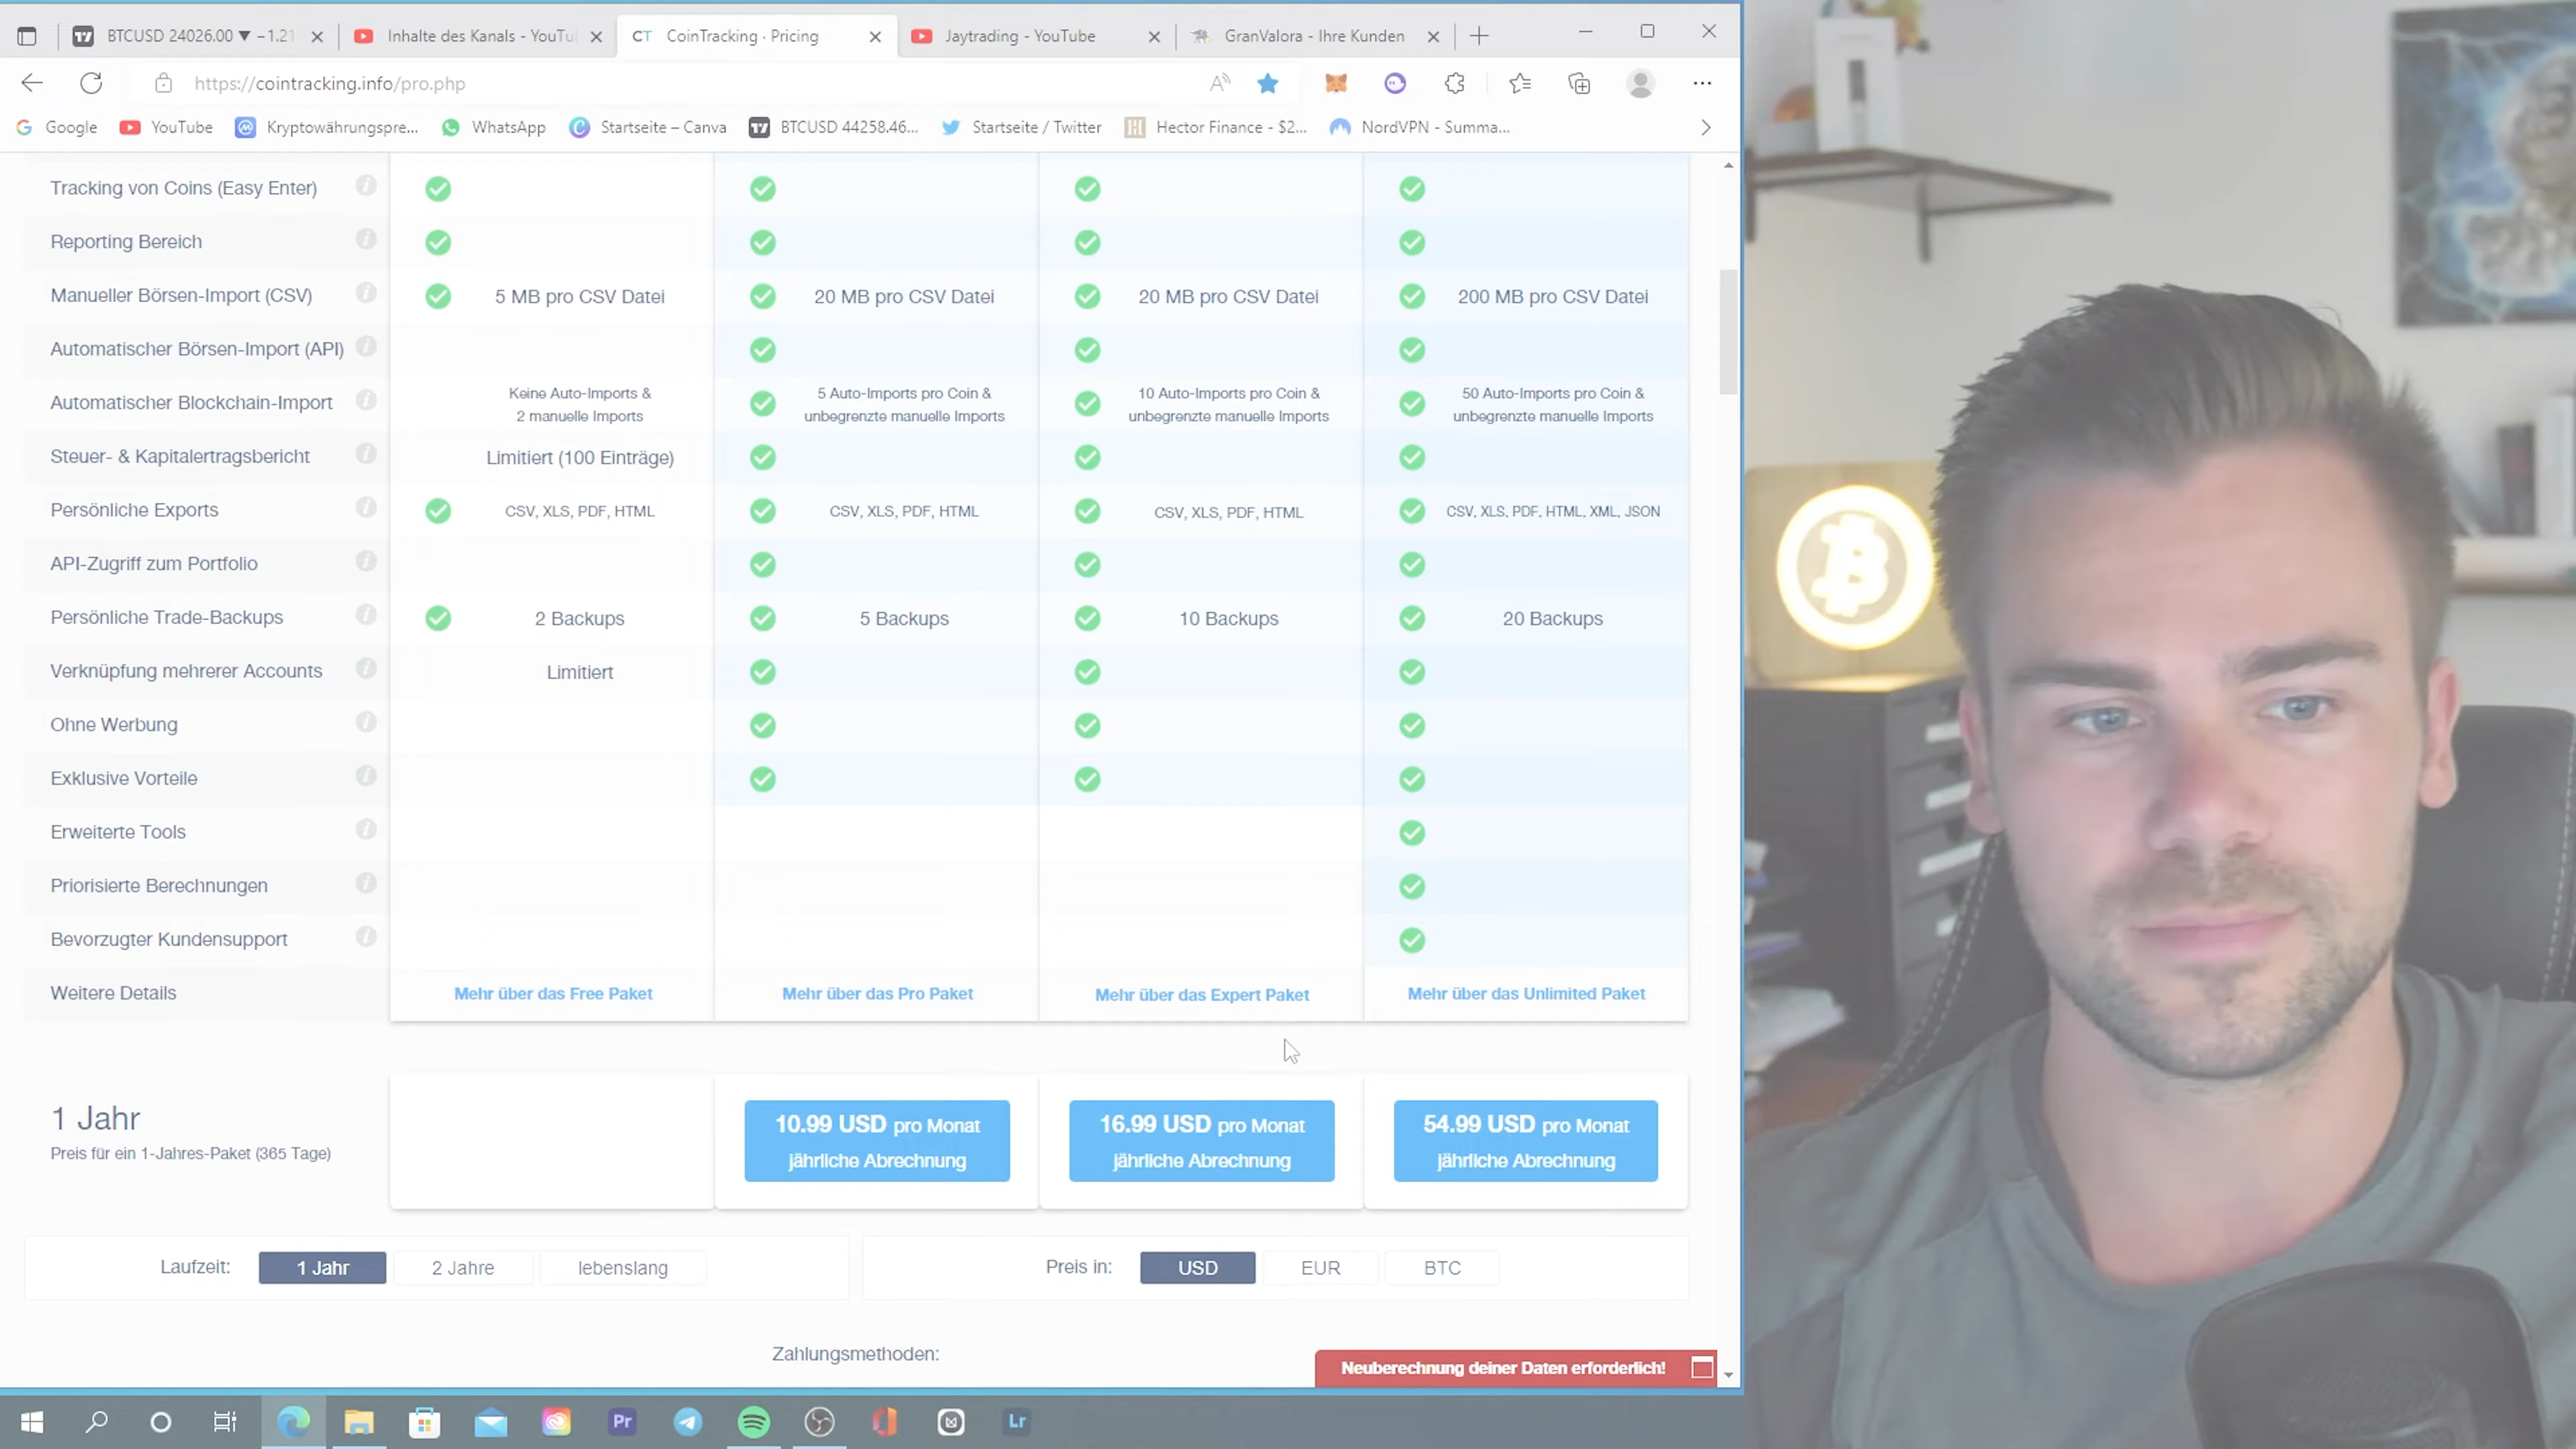 BTCUSD 24026.00 ▼ −1.21
Inhalte des Kanals - YouTu
CT CoinTracking · Pricing
Jaytrading - YouTube
GranValora - Ihre Kunden
https://cointracking.info/pro.php
Google
YouTube
Kryptowährungspre...
WhatsApp
Startseite – Canva
BTCUSD 44258.46...
Startseite / Twitter
Hector Finance - $2...
NordVPN - Summa...
Tracking von Coins (Easy Enter)
Reporting Bereich
Manueller Börsen-Import (CSV) 5 MB pro CSV Datei 20 MB pro CSV Datei 20 MB pro CSV Datei 200 MB pro CSV Datei
Automatischer Börsen-Import (API)
Automatischer Blockchain-Import
Keine Auto-Imports & 5 Auto-Imports pro Coin & 10 Auto-Imports pro Coin & 50 Auto-Imports pro Coin &
2 manuelle Imports unbegrenzte manuelle Imports unbegrenzte manuelle Imports unbegrenzte manuelle Imports
Steuer- & Kapitalertragsbericht Limitiert (100 Einträge)
Persönliche Exports CSV, XLS, PDF, HTML CSV, XLS, PDF, HTML CSV, XLS, PDF, HTML CSV, XLS, PDF, HTML, XML, JSON
API-Zugriff zum Portfolio
Persönliche Trade-Backups 2 Backups 5 Backups 10 Backups 20 Backups
Verknüpfung mehrerer Accounts Limitiert
Ohne Werbung
Exklusive Vorteile
Erweiterte Tools
Priorisierte Berechnungen
Bevorzugter Kundensupport
Weitere Details Mehr über das Free Paket Mehr über das Pro Paket Mehr über das Expert Paket Mehr über das Unlimited Paket
1 Jahr
Preis für ein 1-Jahres-Paket (365 Tage)
10.99 USD pro Monat
jährliche Abrechnung
16.99 USD pro Monat
jährliche Abrechnung
54.99 USD pro Monat
jährliche Abrechnung
Laufzeit: 1 Jahr 2 Jahre lebenslang
Preis in: USD EUR BTC
Zahlungsmethoden:
Neuberechnung deiner Daten erforderlich!
Pr
Lr